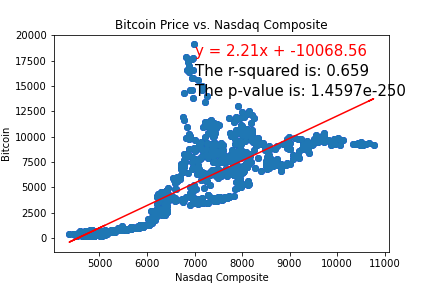 Bitcoin Price vs. Nasdaq Composite
20000
17500
15000
12500
10000
7500
5000
2500
0
Bitcoin
y = 2.21x + -10068.56
The r-squared is: 0.659
The p-value is: 1.4597e-250
5000 6000 7000 8000 9000 10000 11000
Nasdaq Composite